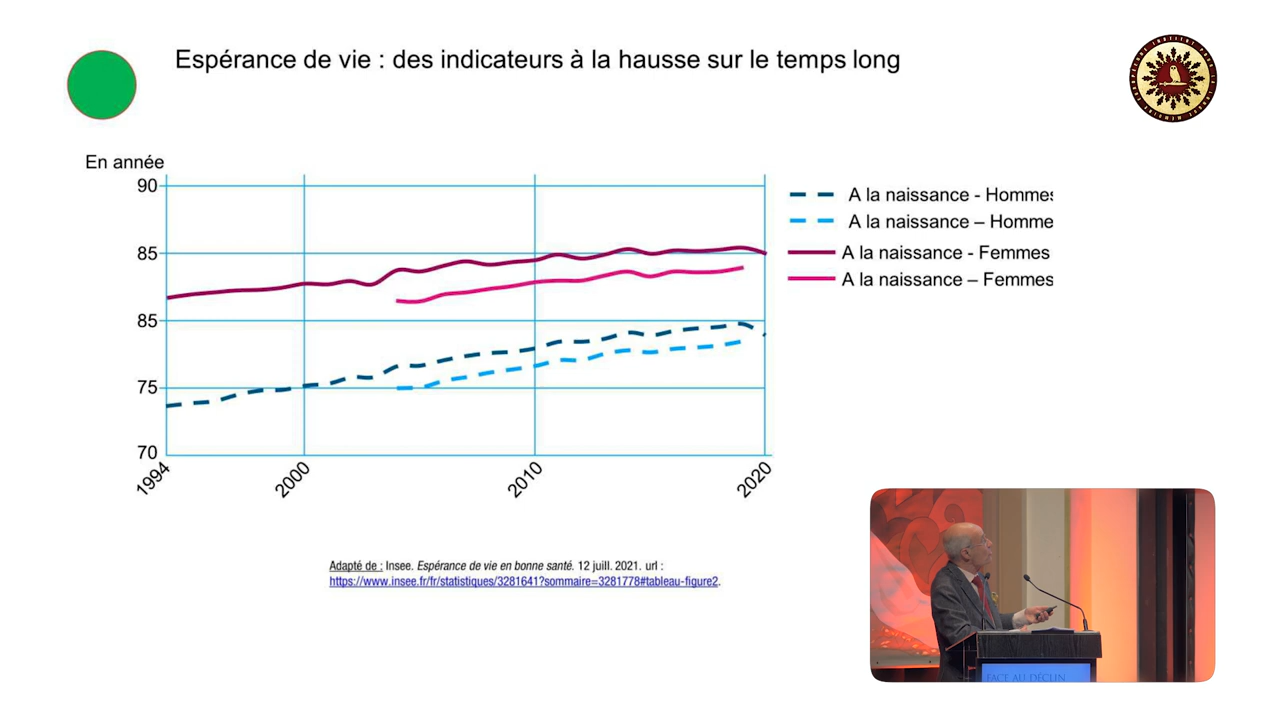 Espérance de vie : des indicateurs à la hausse sur le temps long
En année
90
85
85
75
70
1994
2000
2010
2020
A la naissance - Hommes
A la naissance – Homme
A la naissance - Femmes
A la naissance – Femmes
Adapté de : Insee. Espérance de vie en bonne santé. 12 juill. 2021. url :
https://www.insee.fr/fr/statistiques/3281641?sommaire=3281778#tableau-figure2.
FACE AU DÉCLIN